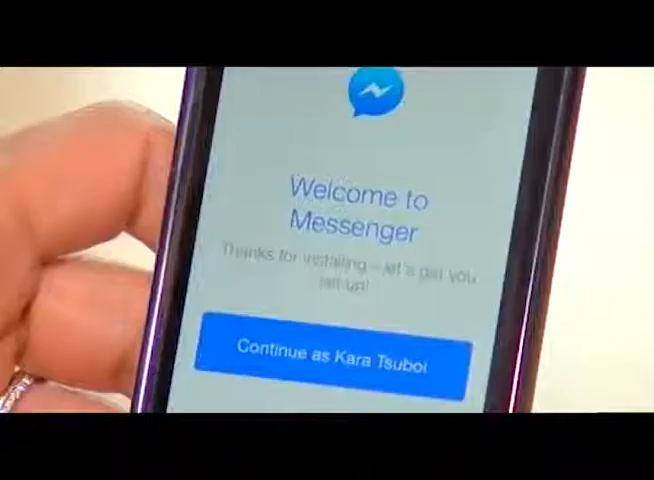 Welcome to
Messenger
Thanks for installing – let's get you
set up!
Continue as Kara Tsuboi